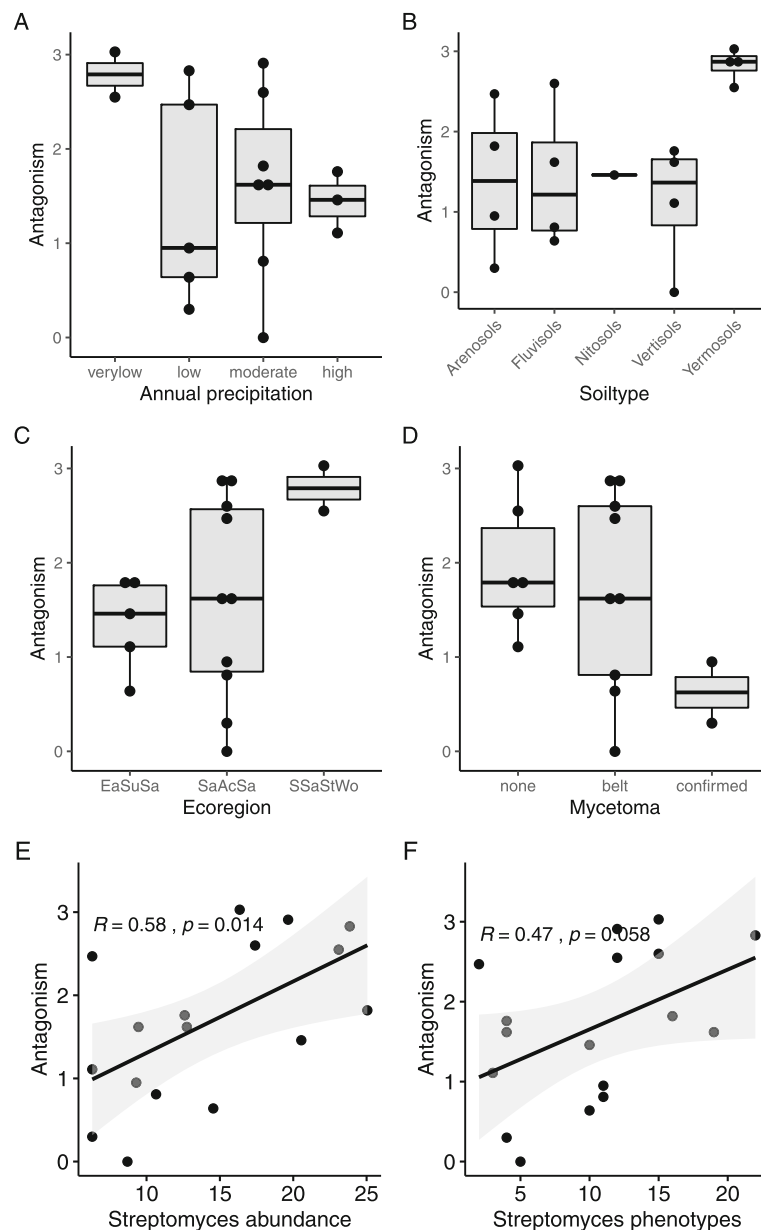 A
3
2
1
0
Antagonism
verylow low moderate high
Annual precipitation
B
3
2
1
0
Antagonism
Arenosols Fluvisols Nitosols Vertisols Yermosols
Soiltype
C
3
2
1
0
Antagonism
EaSuSa SaAcSa SSaStWo
Ecoregion
D
3
2
1
0
Antagonism
none belt confirmed
Mycetoma
E
R = 0.58 , p = 0.014
3
2
1
0
Antagonism
10 15 20 25
Streptomyces abundance
F
R = 0.47 , p = 0.058
3
2
1
0
Antagonism
5 10 15 20
Streptomyces phenotypes